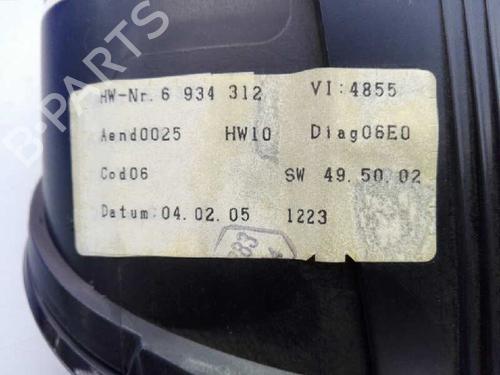 B-PARTS
HW-Nr.6 934 312 VI:4855
Aend0025 HW10 Diag06E0
Cod06 SW 49.50.02
Datum:04.02.05 1223
983